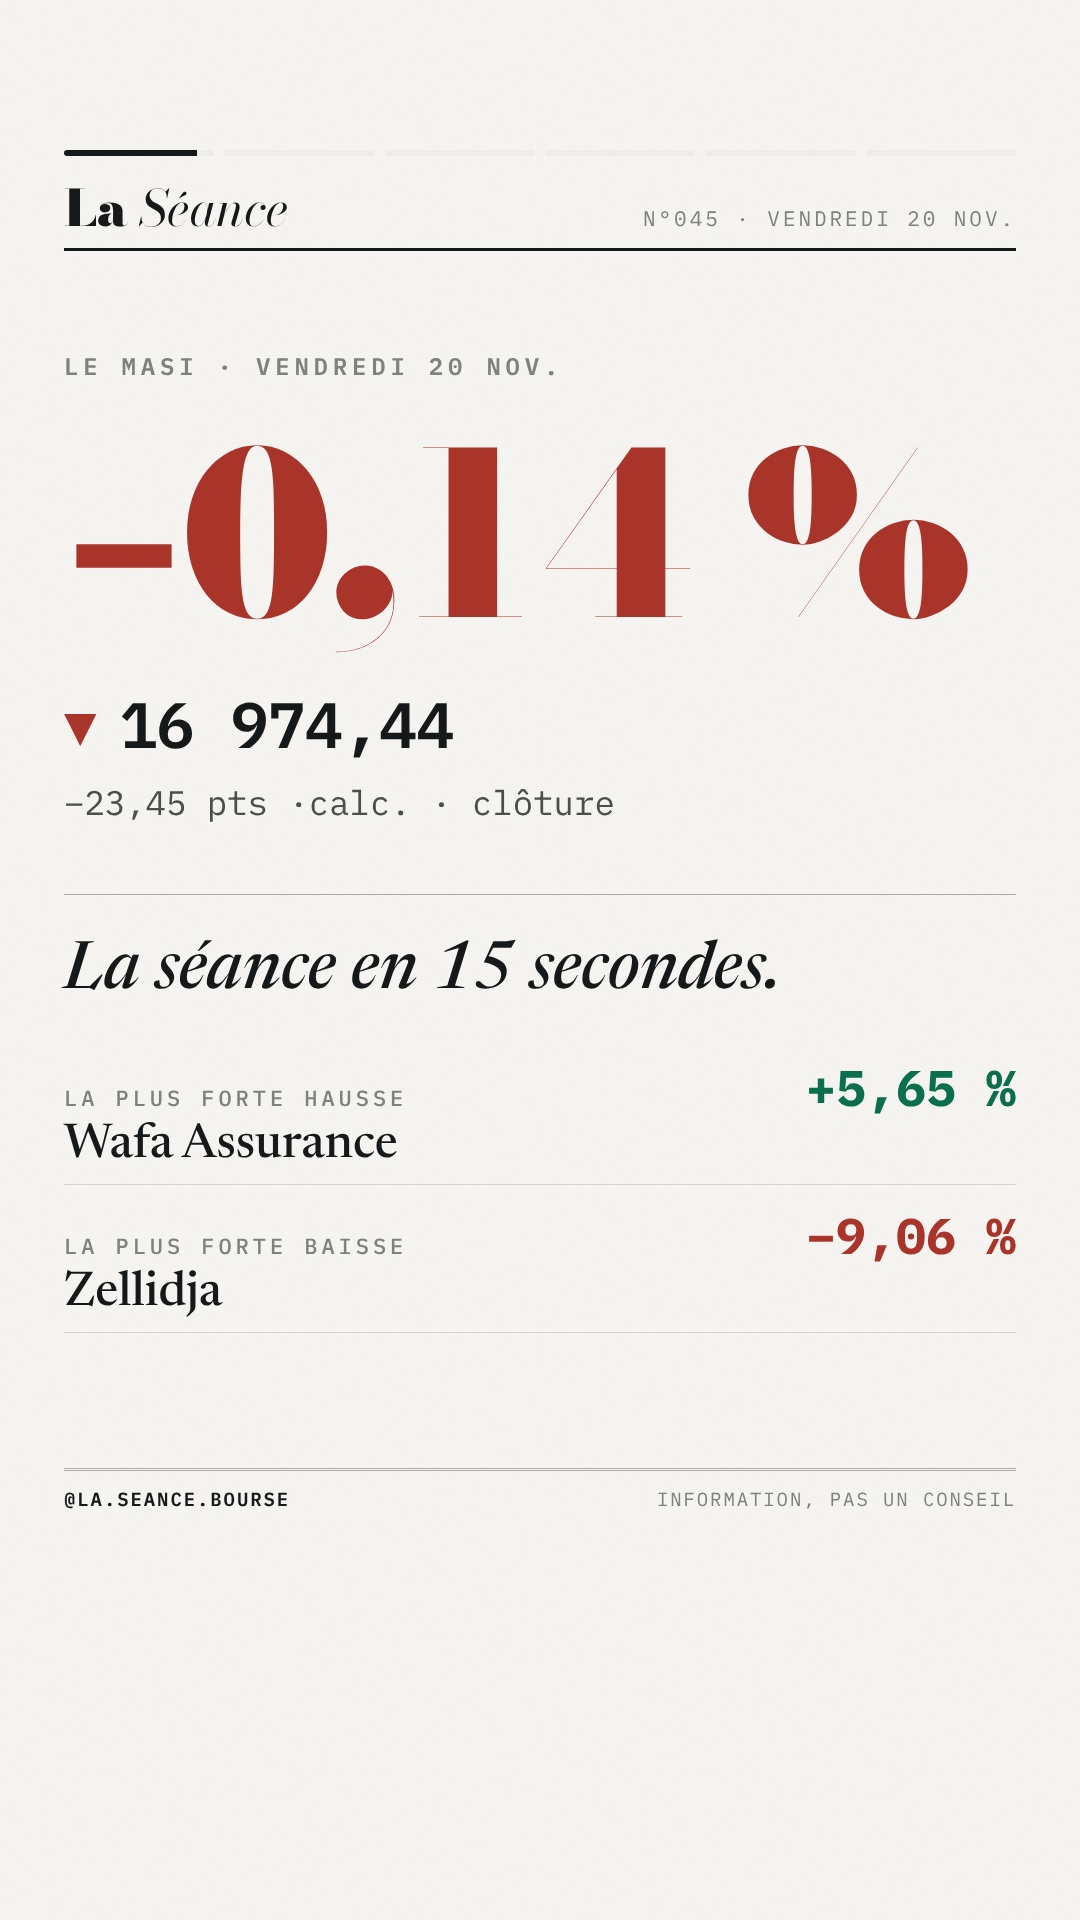 La Séance
N°045 · VENDREDI 20 NOV.
LE MASI · VENDREDI 20 NOV.
−0,14 %
▼ 16 974,44
−23,45 pts ·calc. · clôture
La séance en 15 secondes.
LA PLUS FORTE HAUSSE
Wafa Assurance
+5,65 %
LA PLUS FORTE BAISSE
Zellidja
−9,06 %
@LA.SEANCE.BOURSE
INFORMATION, PAS UN CONSEIL